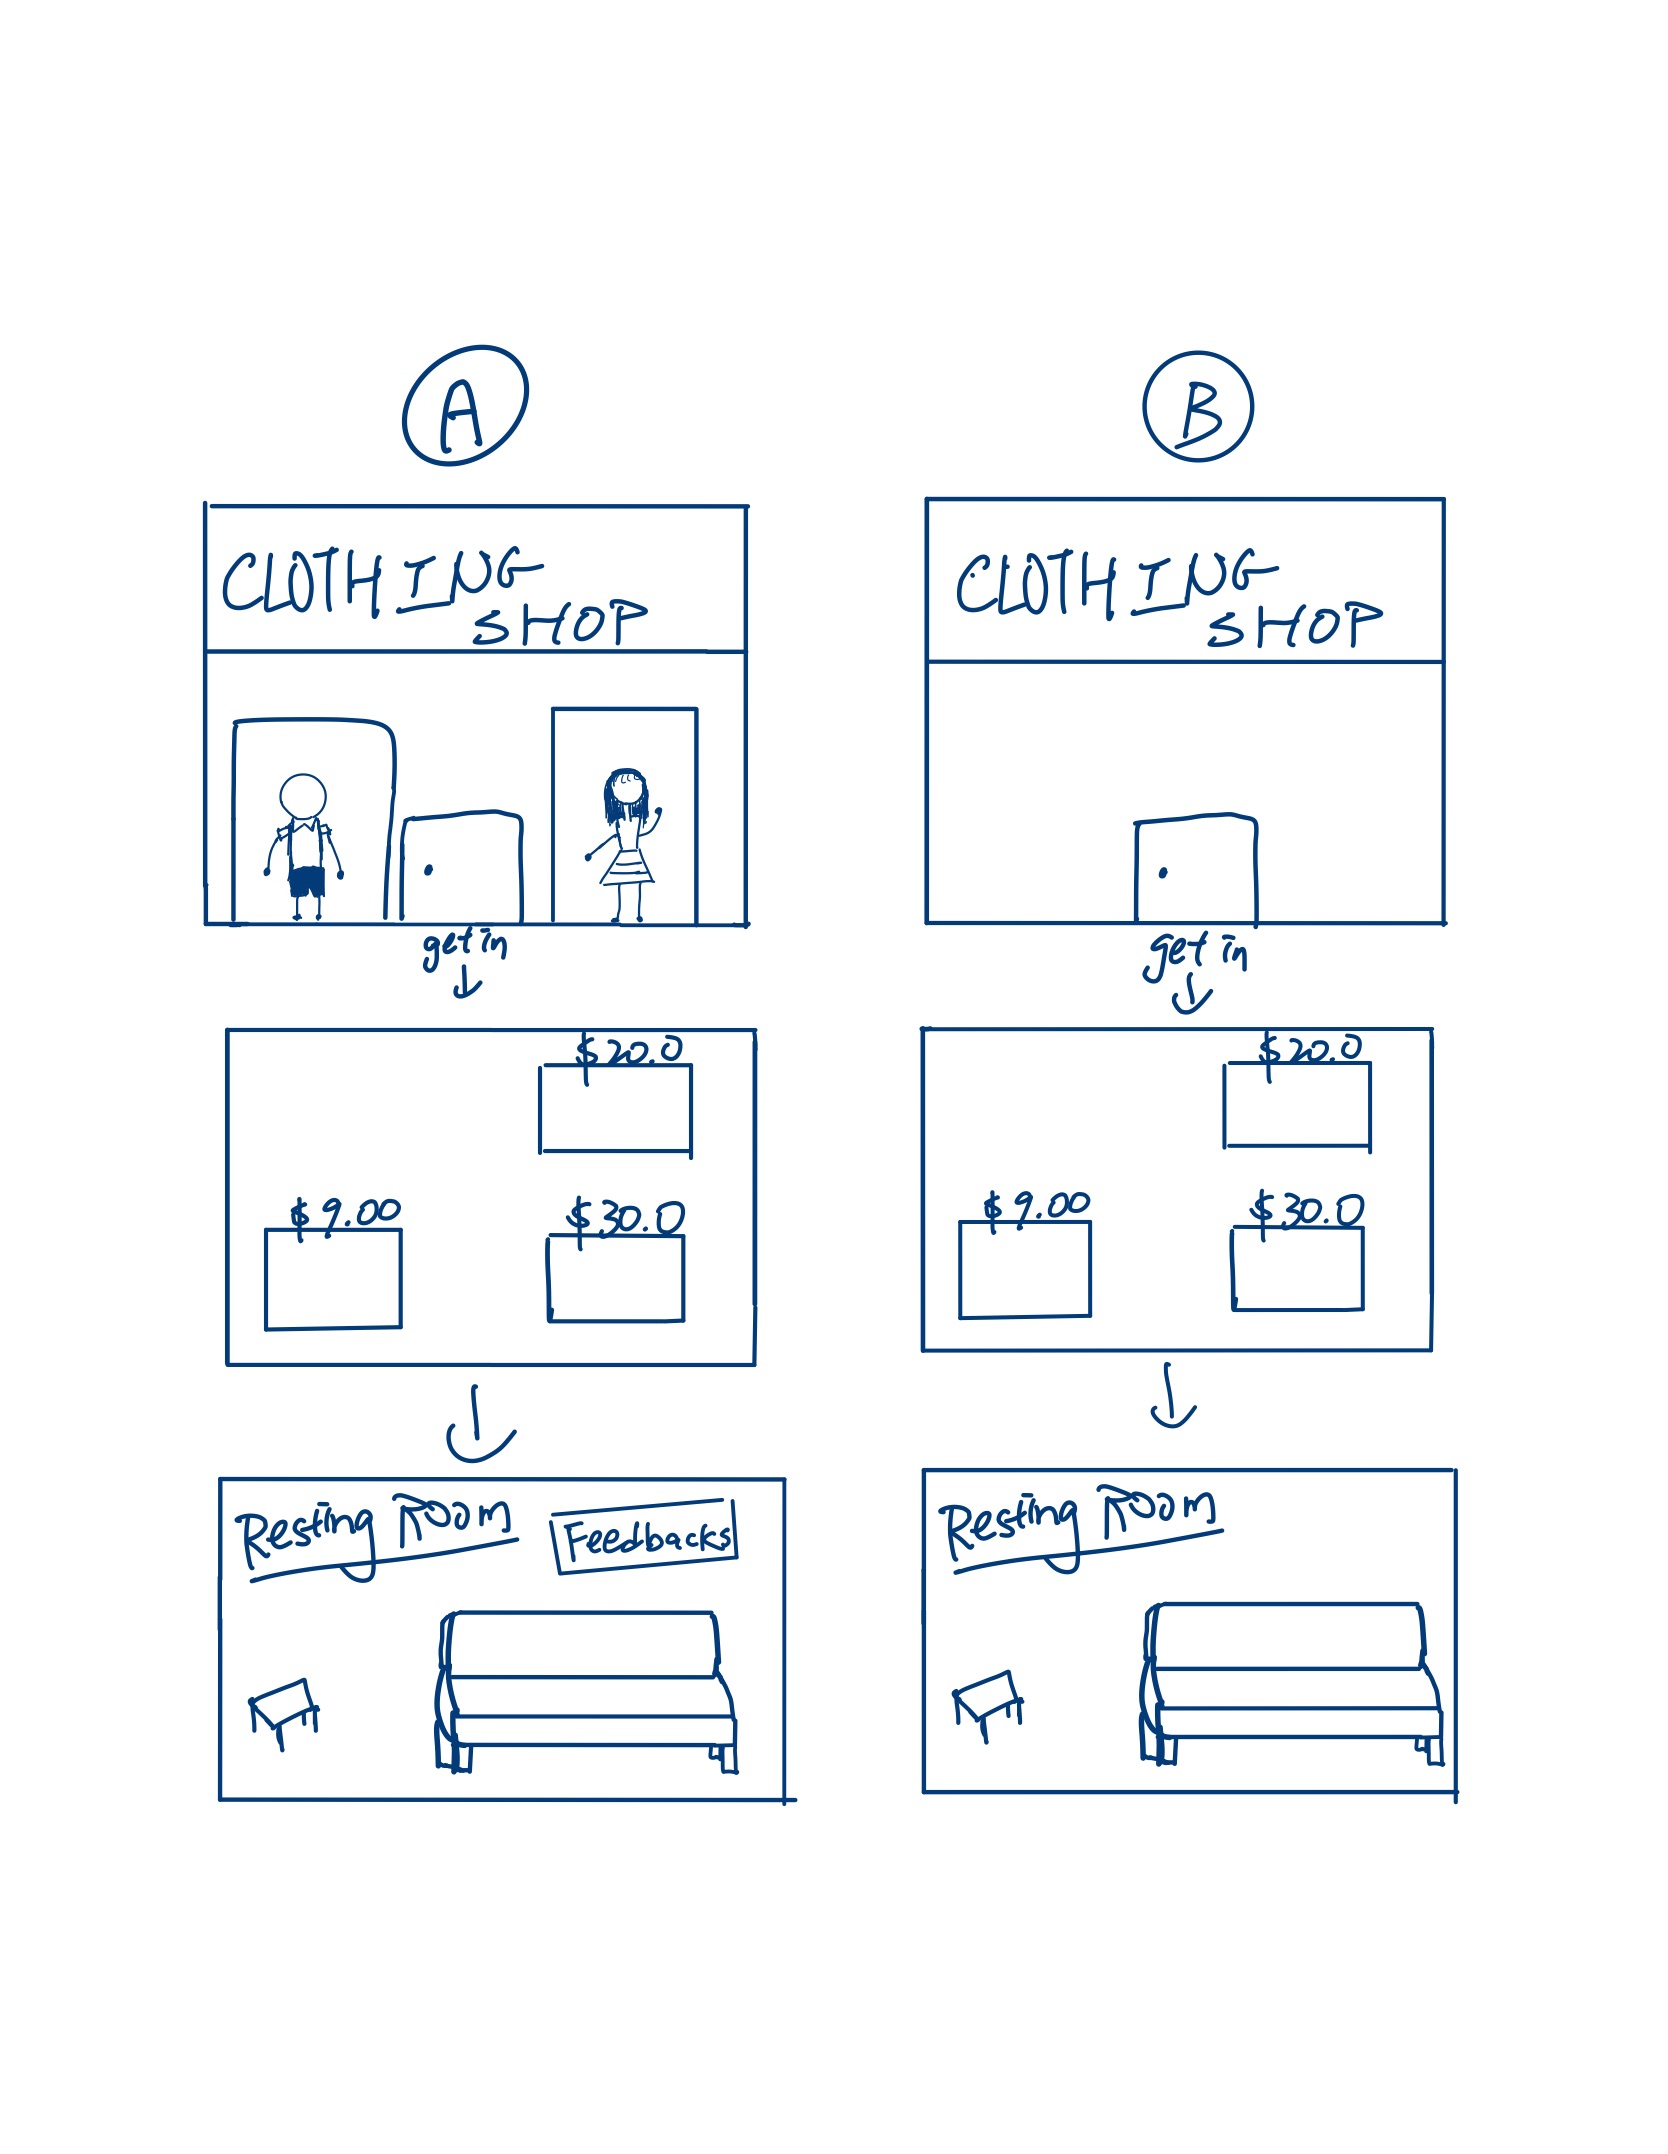 A
CLOTHING
SHOP
get in
$20.0
$9.00
$30.0
Resting Room
Feedbacks
B
CLOTHING
SHOP
get in
$20.0
$9.00
$30.0
Resting Room